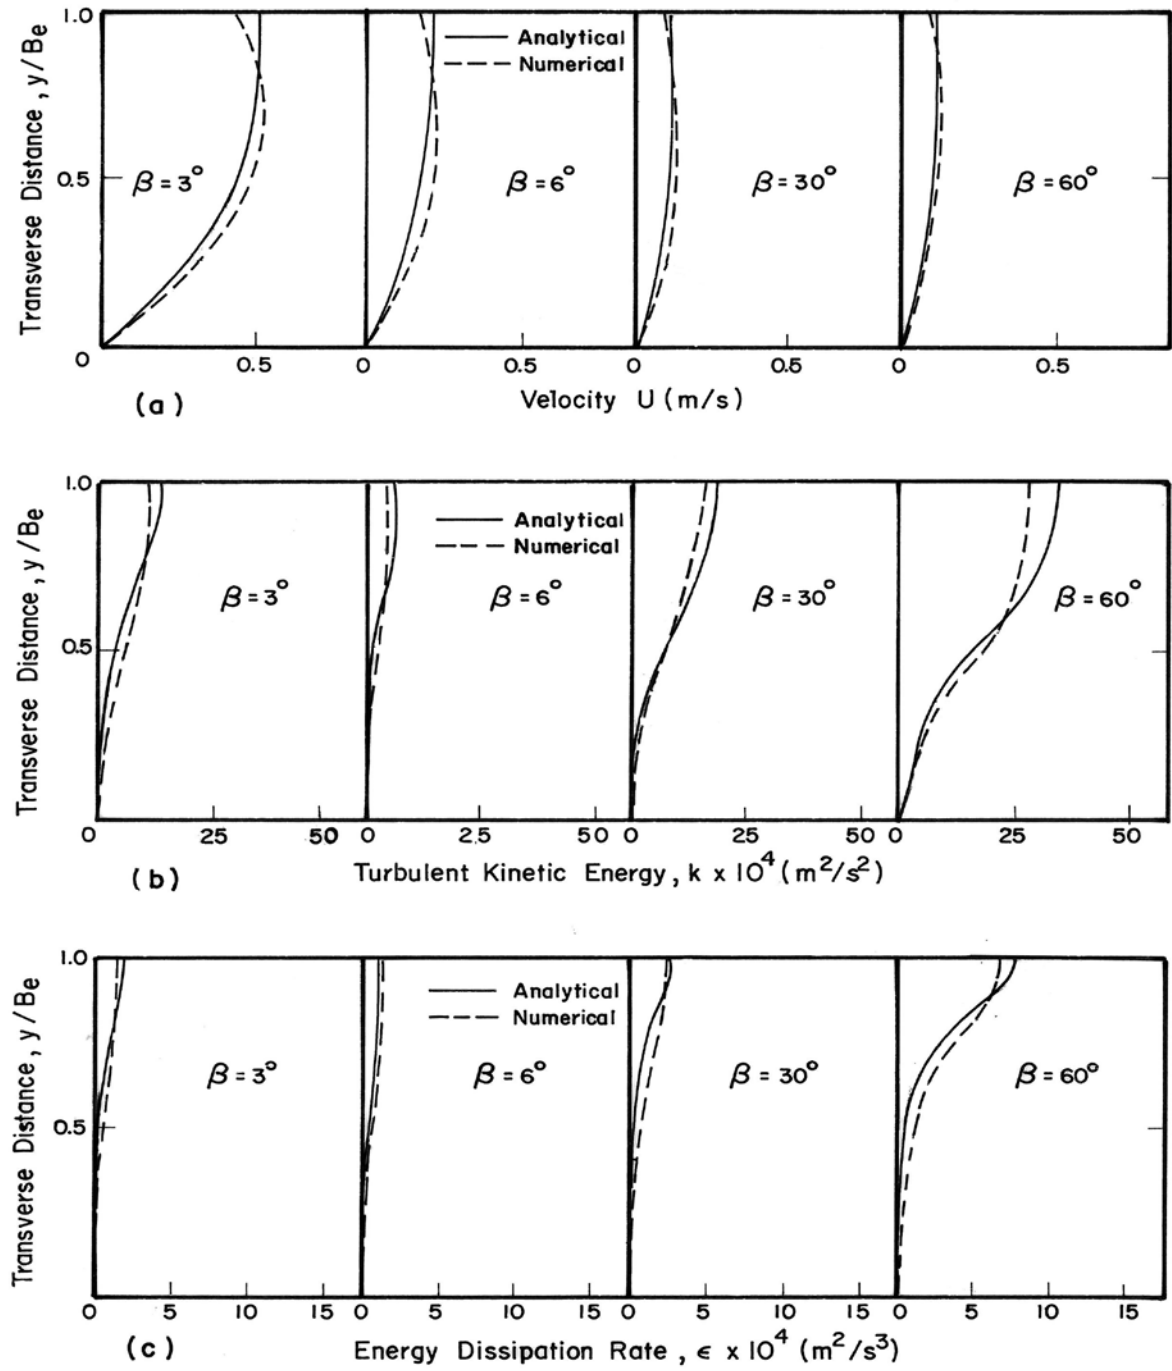 Transverse Distance, y/Be
1.0
0.5
0
Analytical
Numerical
β = 3°
β = 6°
β = 30°
β = 60°
0.5
0
0.5
0
0.5
0
0.5
(a)
Velocity U (m/s)
Transverse Distance, y/Be
1.0
0.5
Analytical
Numerical
β = 3°
β = 6°
β = 30°
β = 60°
0
25
50
0
25
50
0
25
50
0
25
50
(b)
Turbulent Kinetic Energy, k x 10⁴ (m²/s²)
Transverse Distance, y/Be
1.0
0.5
Analytical
Numerical
β = 3°
β = 6°
β = 30°
β = 60°
0
5
10
15
0
5
10
15
0
5
10
15
0
5
10
15
(c)
Energy Dissipation Rate, ϵ x 10⁴ (m²/s³)